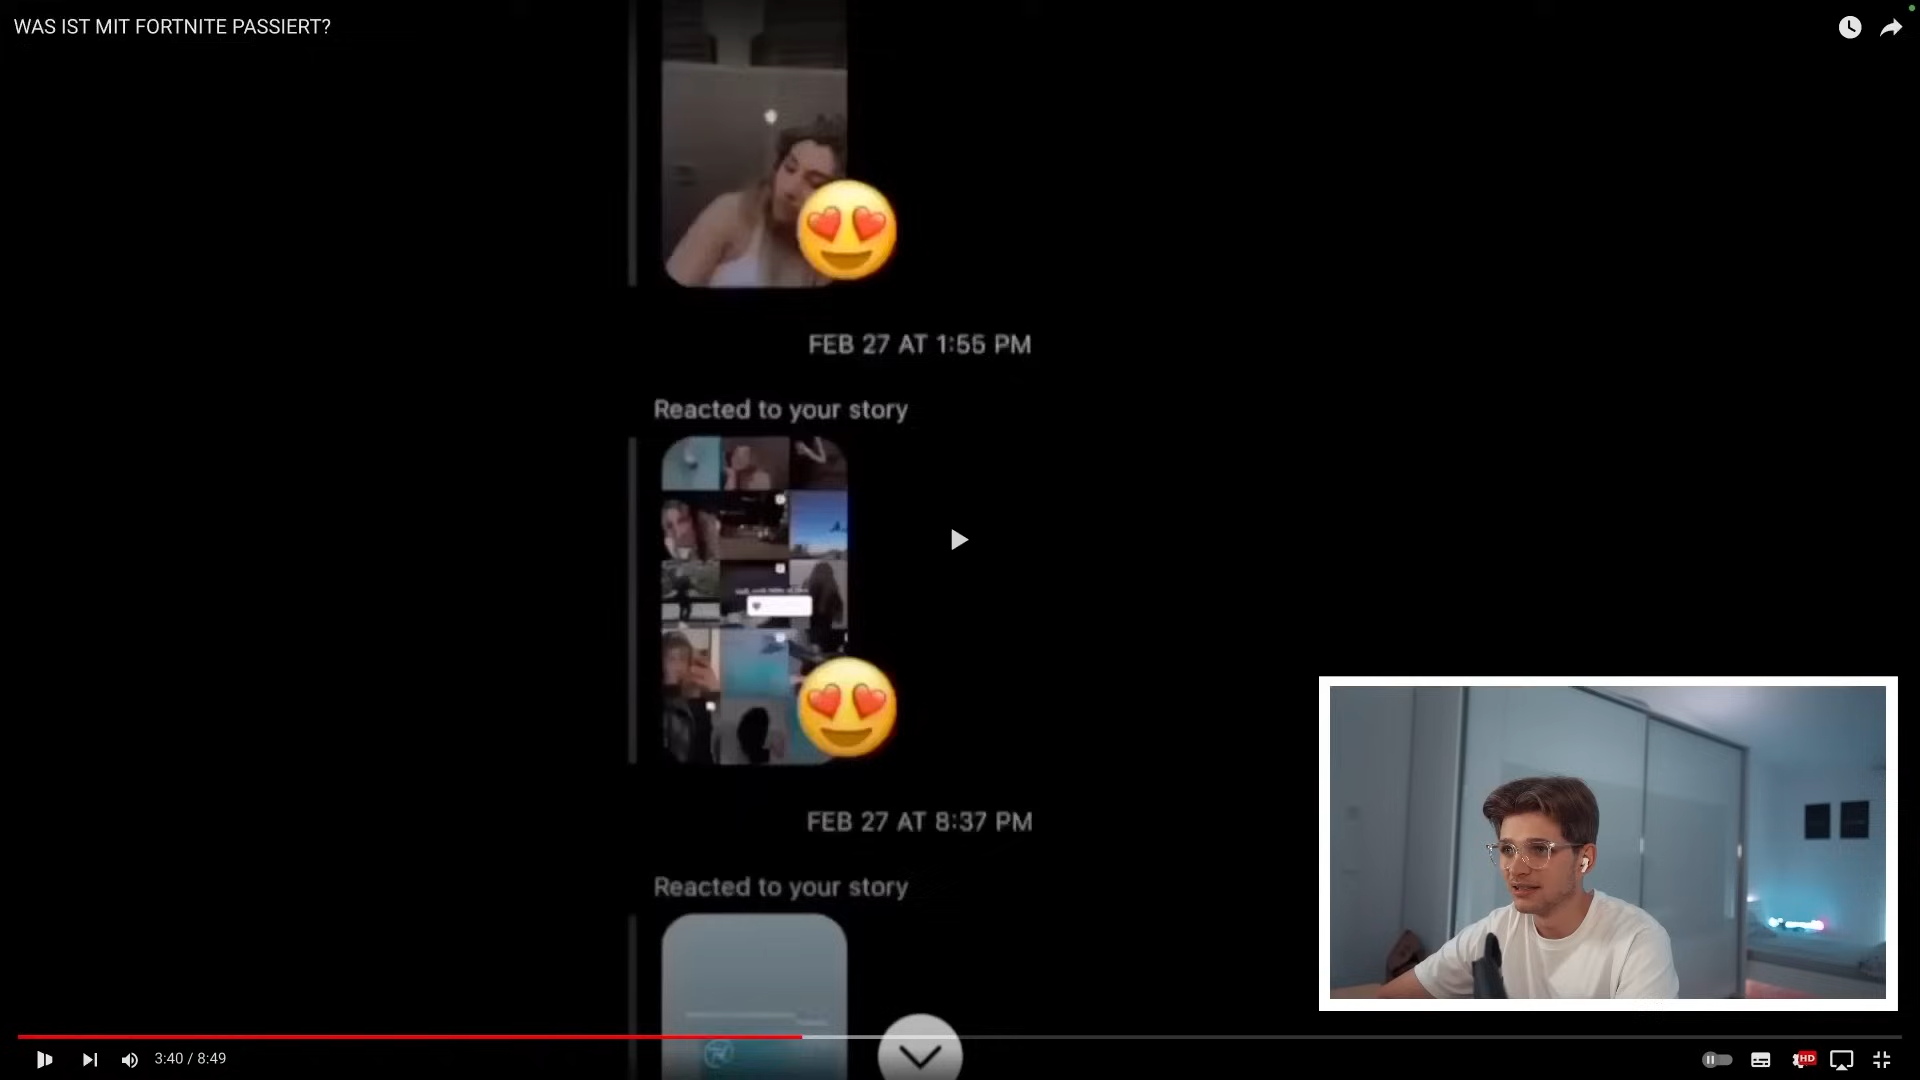 WAS IST MIT FORTNITE PASSIERT?
FEB 27 AT 1:55 PM
Reacted to your story
FEB 27 AT 8:37 PM
Reacted to your story
3:40 / 8:49
HD